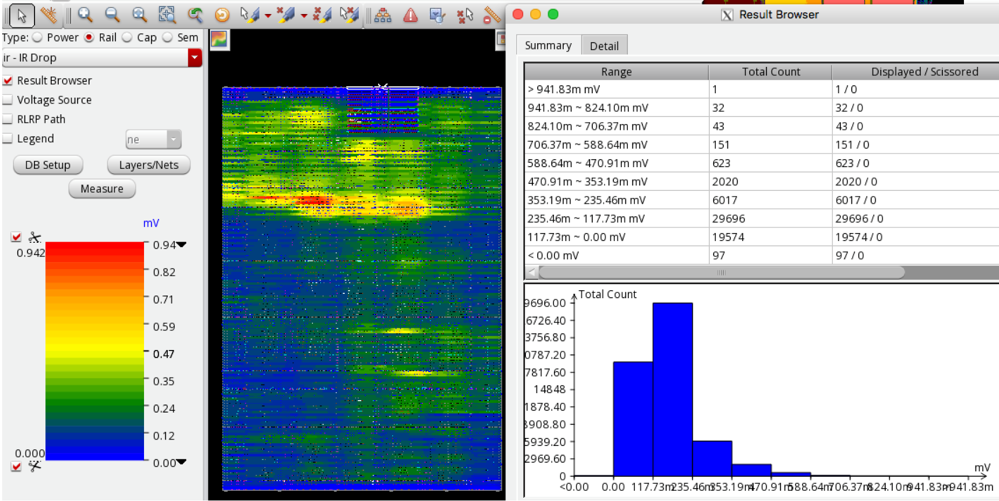 Result Browser
Type: Power Rail Cap Sem
ir - IR Drop
Result Browser
Voltage Source
RLRP Path
Legend ne
DB Setup Layers/Nets
Measure
mV
0.942
0.94
0.82
0.71
0.59
0.47
0.35
0.24
0.12
0.000
0.00
Summary Detail
Range Total Count Displayed / Scissored
> 941.83m mV 1 1 / 0
941.83m ~ 824.10m mV 32 32 / 0
824.10m ~ 706.37m mV 43 43 / 0
706.37m ~ 588.64m mV 151 151 / 0
588.64m ~ 470.91m mV 623 623 / 0
470.91m ~ 353.19m mV 2020 2020 / 0
353.19m ~ 235.46m mV 6017 6017 / 0
235.46m ~ 117.73m mV 29696 29696 / 0
117.73m ~ 0.00 mV 19574 19574 / 0
< 0.00 mV 97 97 / 0
Total Count
9696.00
6726.40
3756.80
0787.20
7817.60
14848
1878.40
8908.80
5939.20
2969.60
0
mV
<0.00 0.00 117.73m 235.46m 353.19m 470.91m 588.64m 706.37m 824.10m 941.83m >941.83m